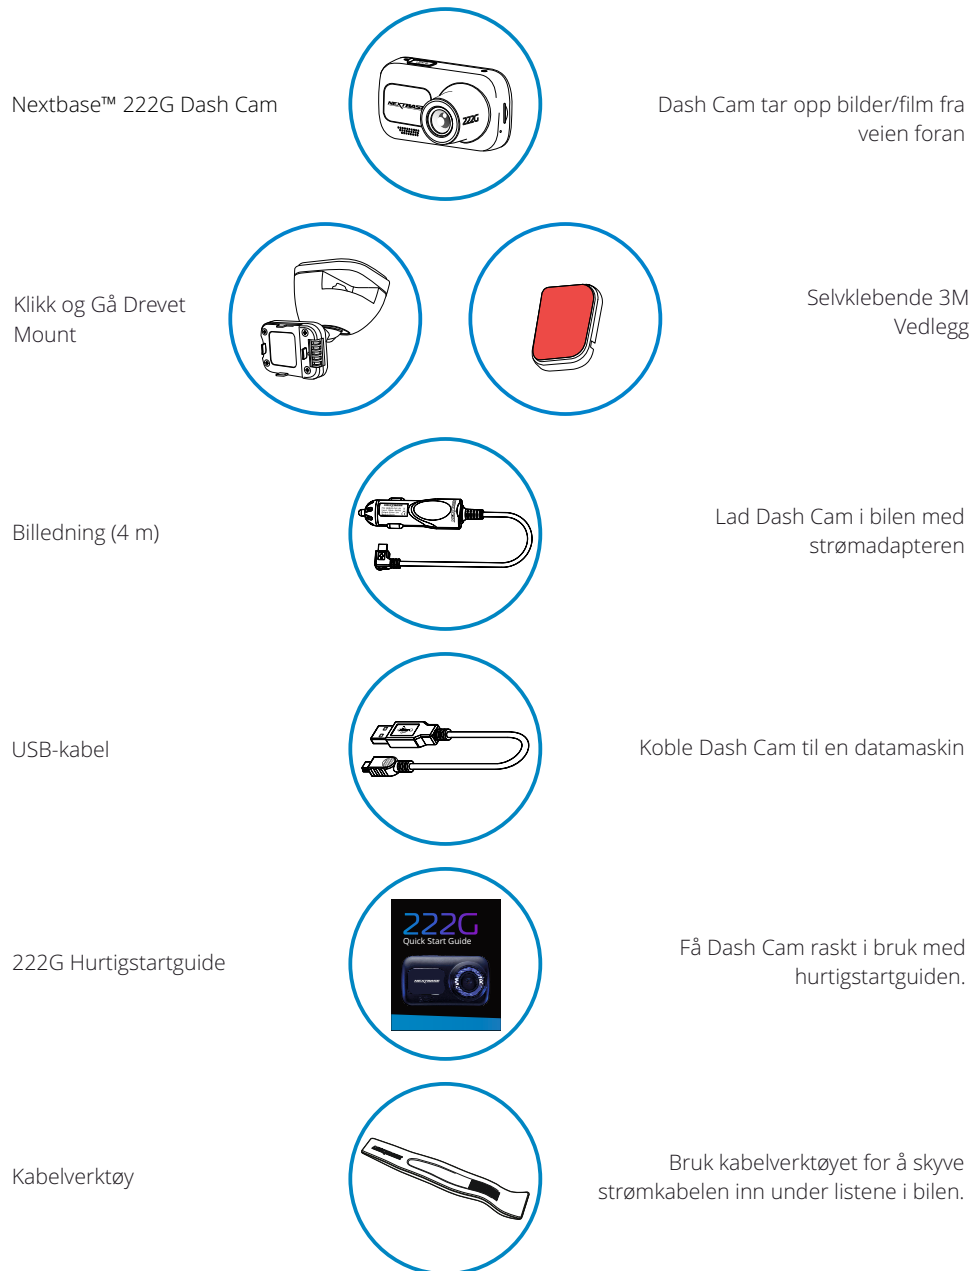 Nextbase™ 222G Dash Cam
NEXTBASE
222G
Dash Cam tar opp bilder/film fra
veien foran
Klikk og Gå Drevet
Mount
Selvklebende 3M
Vedlegg
Billedning (4 m)
Lad Dash Cam i bilen med
strømadapteren
USB-kabel
Koble Dash Cam til en datamaskin
222G Hurtigstartguide
222G
Quick Start Guide
NEXTBASE
Få Dash Cam raskt i bruk med
hurtigstartguiden.
Kabelverktøy
Bruk kabelverktøyet for å skyve
strømkabelen inn under listene i bilen.